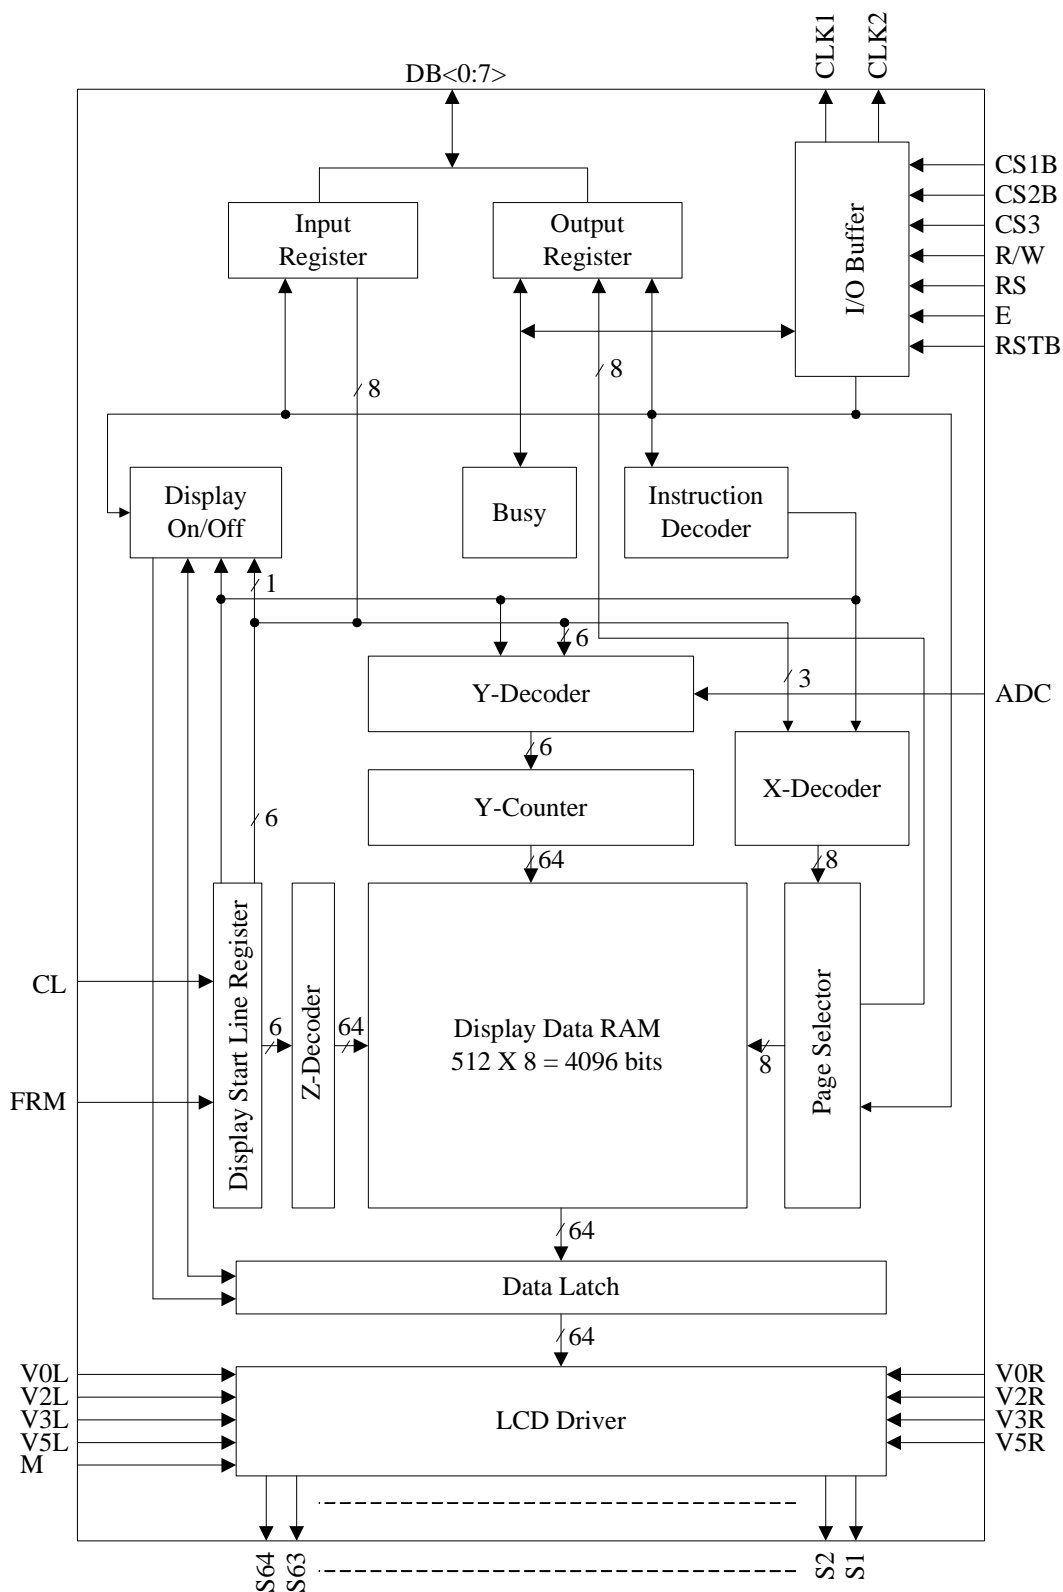 CLK1
CLK2
DB<0:7>
Input
Register
Output
Register
I/O Buffer
CS1B
CS2B
CS3
R/W
RS
E
RSTB
8
8
Display
On/Off
Busy
Instruction
Decoder
1
6
Y-Decoder
3
ADC
6
Y-Counter
X-Decoder
6
64
8
CL
FRM
Display Start Line Register
6
Z-Decoder
64
Display Data RAM
512 X 8 = 4096 bits
8
Page Selector
64
Data Latch
64
V0L
V2L
V3L
V5L
M
LCD Driver
V0R
V2R
V3R
V5R
S64
S63
S2
S1